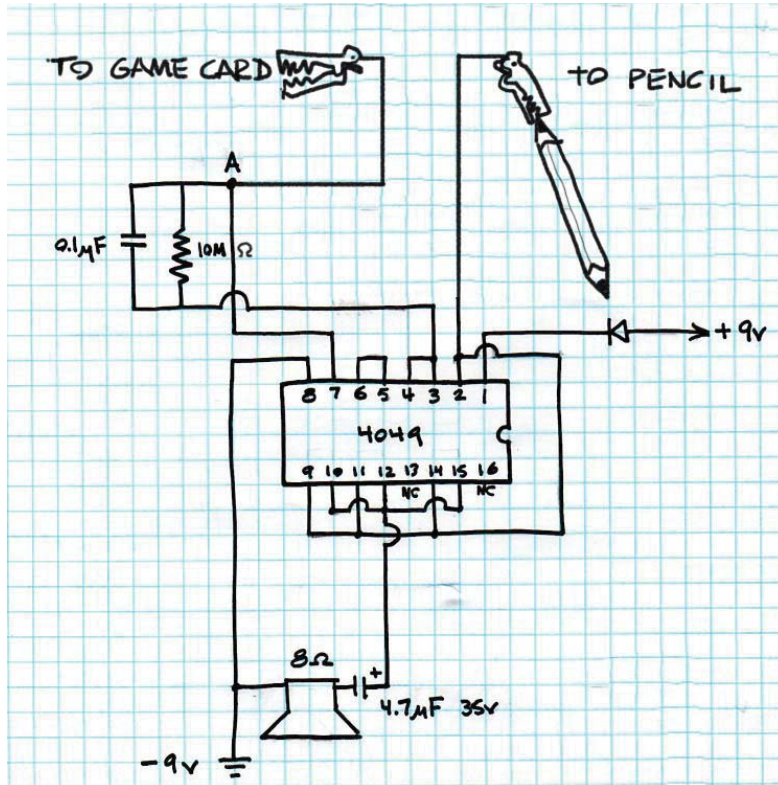 TO GAME CARD
TO PENCIL
A
0.1μF
10M Ω
+9v
8 7 6 5 4 3 2 1
4049
9 10 11 12 13 14 15 16
NC NC
8Ω
+
4.7μF 35v
-9v